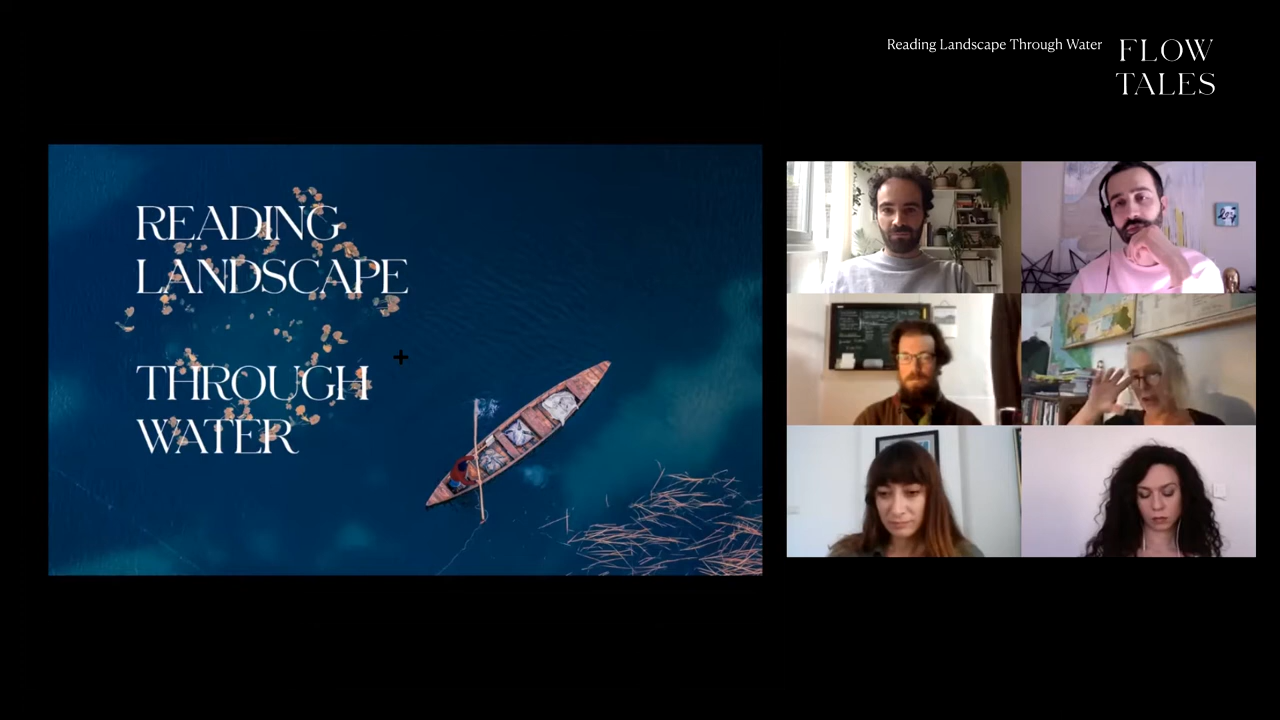 Reading Landscape Through Water
FLOW
TALES
READING
LANDSCAPE
THROUGH
WATER